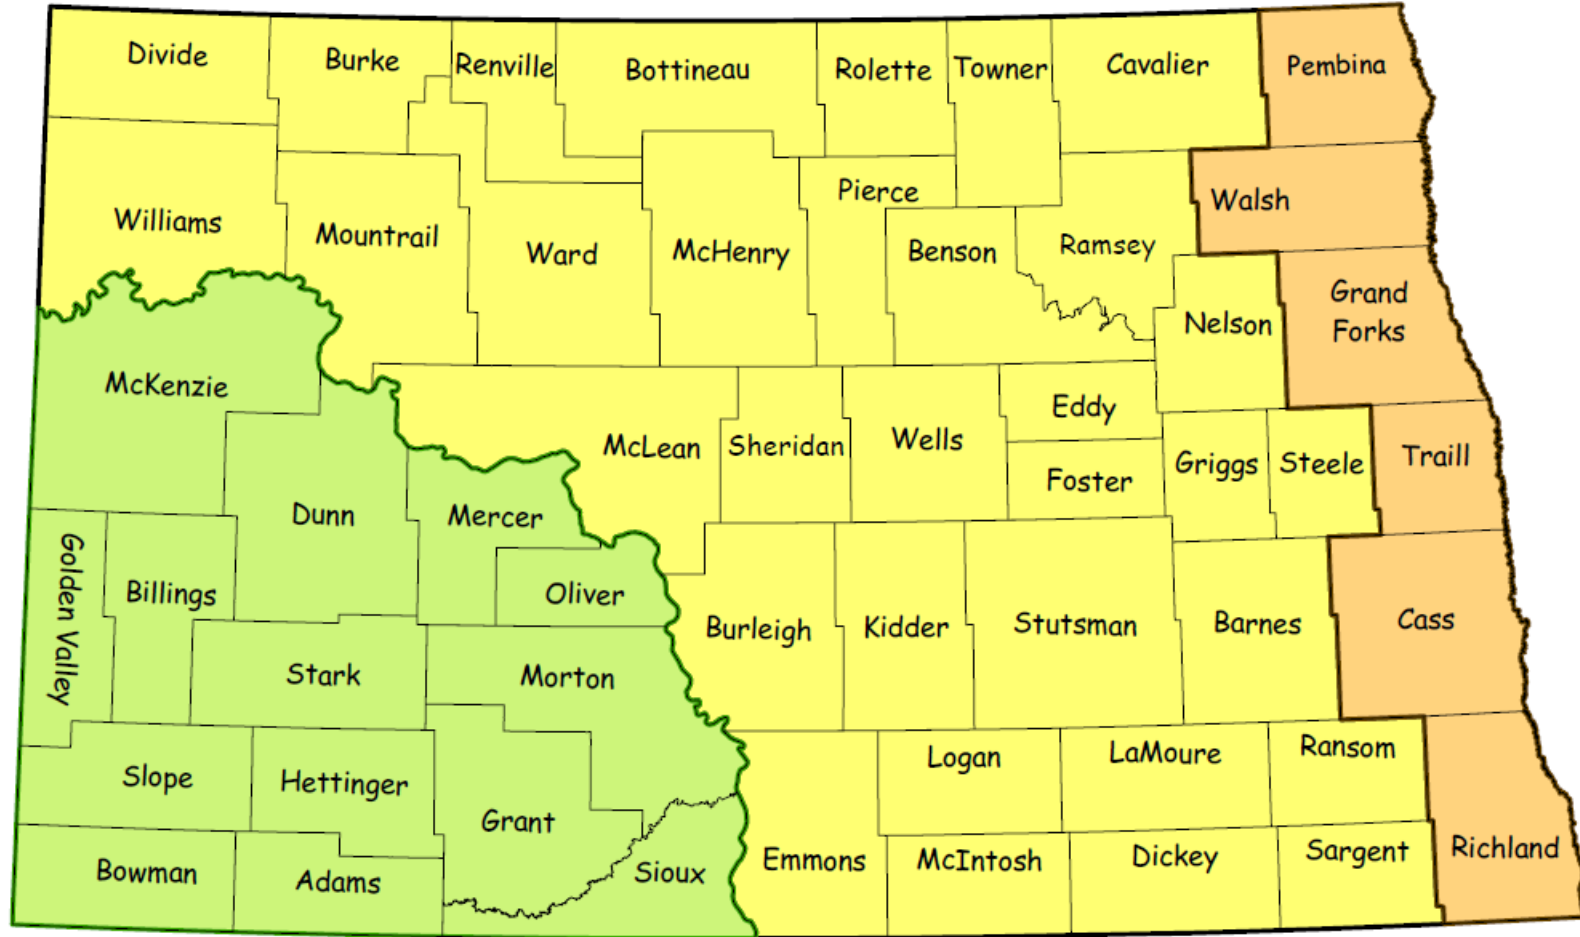 Divide
Burke
Renville
Bottineau
Rolette
Towner
Cavalier
Pembina
Williams
Mountrail
Ward
McHenry
Pierce
Benson
Ramsey
Walsh
Nelson
Grand
Forks
McKenzie
McLean
Sheridan
Wells
Eddy
Foster
Griggs
Steele
Traill
Dunn
Mercer
Oliver
Golden Valley
Billings
Stark
Morton
Burleigh
Kidder
Stutsman
Barnes
Cass
Slope
Hettinger
Grant
Logan
LaMoure
Ransom
Bowman
Adams
Sioux
Emmons
McIntosh
Dickey
Sargent
Richland